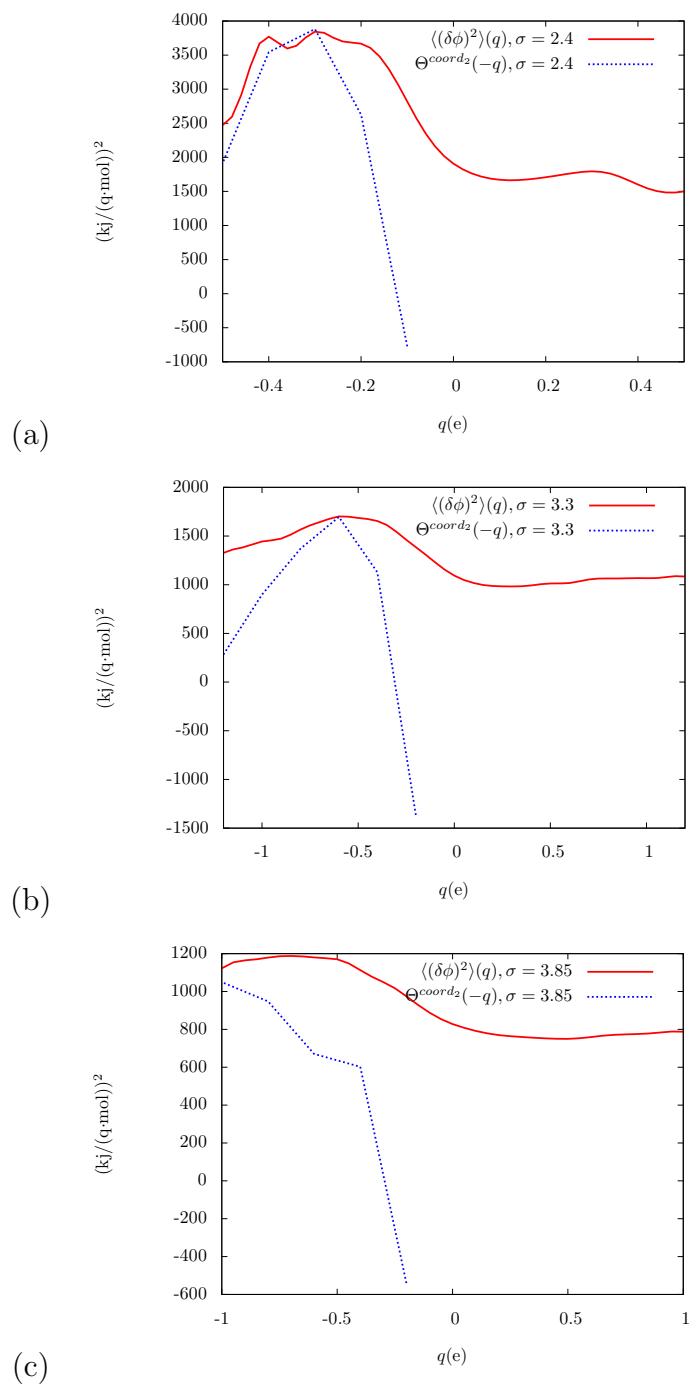 4000
3500
3000
2500
2000
1500
1000
500
0
-500
-1000
(kj/(q·mol))²
⟨(δϕ)²⟩(q), σ = 2.4
Θ^{coord₂}(−q), σ = 2.4
-0.4 -0.2 0 0.2 0.4
q(e)
(a)
2000
1500
1000
500
0
-500
-1000
-1500
(kj/(q·mol))²
⟨(δϕ)²⟩(q), σ = 3.3
Θ^{coord₂}(−q), σ = 3.3
-1 -0.5 0 0.5 1
q(e)
(b)
1200
1000
800
600
400
200
0
-200
-400
-600
(kj/(q·mol))²
⟨(δϕ)²⟩(q), σ = 3.85
Θ^{coord₂}(−q), σ = 3.85
-1 -0.5 0 0.5 1
q(e)
(c)